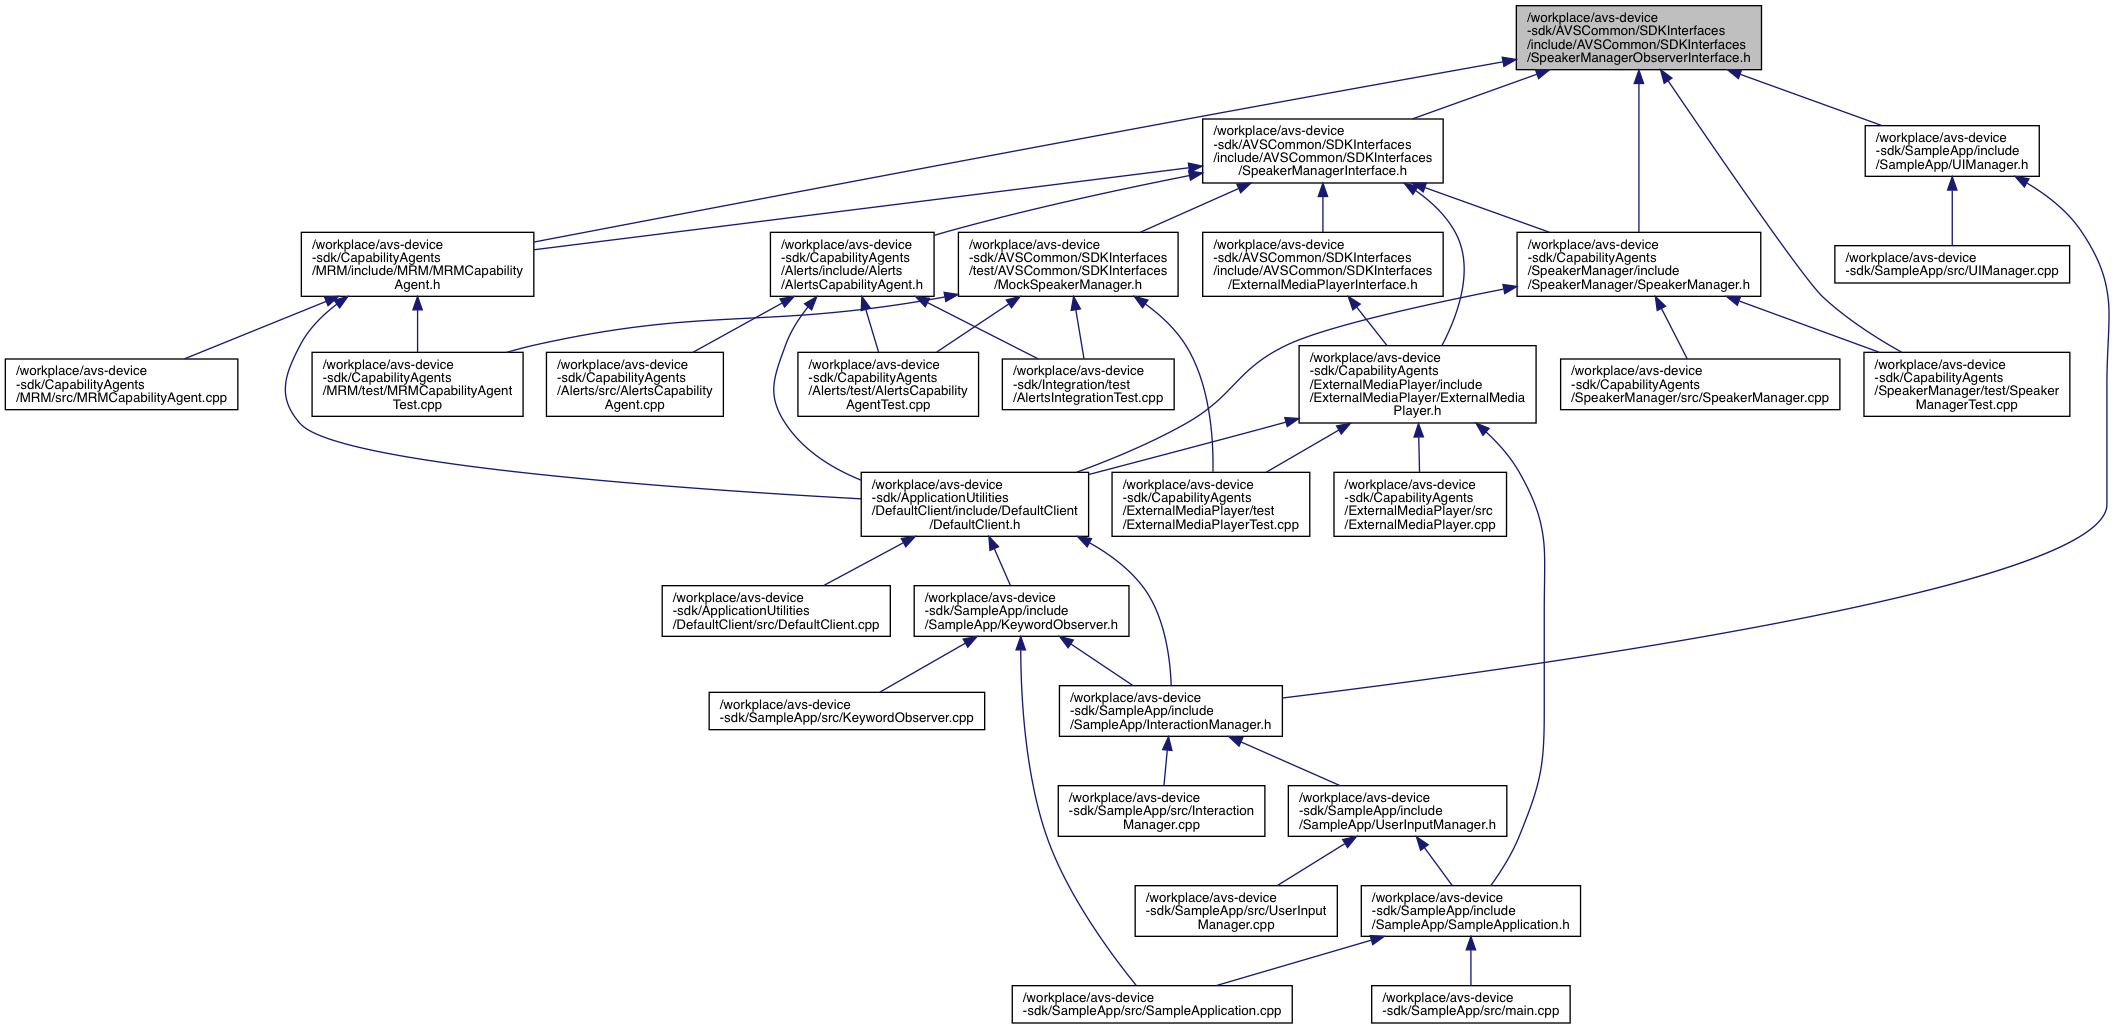 /workplace/avs-device
-sdk/AVSCommon/SDKInterfaces
/include/AVSCommon/SDKInterfaces
/SpeakerManagerObserverInterface.h
/workplace/avs-device
-sdk/AVSCommon/SDKInterfaces
/include/AVSCommon/SDKInterfaces
/SpeakerManagerInterface.h
/workplace/avs-device
-sdk/SampleApp/include
/SampleApp/UIManager.h
/workplace/avs-device
-sdk/CapabilityAgents
/MRM/include/MRM/MRMCapability
Agent.h
/workplace/avs-device
-sdk/CapabilityAgents
/Alerts/include/Alerts
/AlertsCapabilityAgent.h
/workplace/avs-device
-sdk/AVSCommon/SDKInterfaces
/test/AVSCommon/SDKInterfaces
/MockSpeakerManager.h
/workplace/avs-device
-sdk/AVSCommon/SDKInterfaces
/include/AVSCommon/SDKInterfaces
/ExternalMediaPlayerInterface.h
/workplace/avs-device
-sdk/CapabilityAgents
/SpeakerManager/include
/SpeakerManager/SpeakerManager.h
/workplace/avs-device
-sdk/SampleApp/src/UIManager.cpp
/workplace/avs-device
-sdk/CapabilityAgents
/MRM/src/MRMCapabilityAgent.cpp
/workplace/avs-device
-sdk/CapabilityAgents
/MRM/test/MRMCapabilityAgent
Test.cpp
/workplace/avs-device
-sdk/CapabilityAgents
/Alerts/src/AlertsCapability
Agent.cpp
/workplace/avs-device
-sdk/CapabilityAgents
/Alerts/test/AlertsCapability
AgentTest.cpp
/workplace/avs-device
-sdk/Integration/test
/AlertsIntegrationTest.cpp
/workplace/avs-device
-sdk/CapabilityAgents
/ExternalMediaPlayer/include
/ExternalMediaPlayer/ExternalMedia
Player.h
/workplace/avs-device
-sdk/CapabilityAgents
/SpeakerManager/src/SpeakerManager.cpp
/workplace/avs-device
-sdk/CapabilityAgents
/SpeakerManager/test/Speaker
ManagerTest.cpp
/workplace/avs-device
-sdk/ApplicationUtilities
/DefaultClient/include/DefaultClient
/DefaultClient.h
/workplace/avs-device
-sdk/CapabilityAgents
/ExternalMediaPlayer/test
/ExternalMediaPlayerTest.cpp
/workplace/avs-device
-sdk/CapabilityAgents
/ExternalMediaPlayer/src
/ExternalMediaPlayer.cpp
/workplace/avs-device
-sdk/ApplicationUtilities
/DefaultClient/src/DefaultClient.cpp
/workplace/avs-device
-sdk/SampleApp/include
/SampleApp/KeywordObserver.h
/workplace/avs-device
-sdk/SampleApp/src/KeywordObserver.cpp
/workplace/avs-device
-sdk/SampleApp/include
/SampleApp/InteractionManager.h
/workplace/avs-device
-sdk/SampleApp/src/Interaction
Manager.cpp
/workplace/avs-device
-sdk/SampleApp/include
/SampleApp/UserInputManager.h
/workplace/avs-device
-sdk/SampleApp/src/UserInput
Manager.cpp
/workplace/avs-device
-sdk/SampleApp/include
/SampleApp/SampleApplication.h
/workplace/avs-device
-sdk/SampleApp/src/SampleApplication.cpp
/workplace/avs-device
-sdk/SampleApp/src/main.cpp